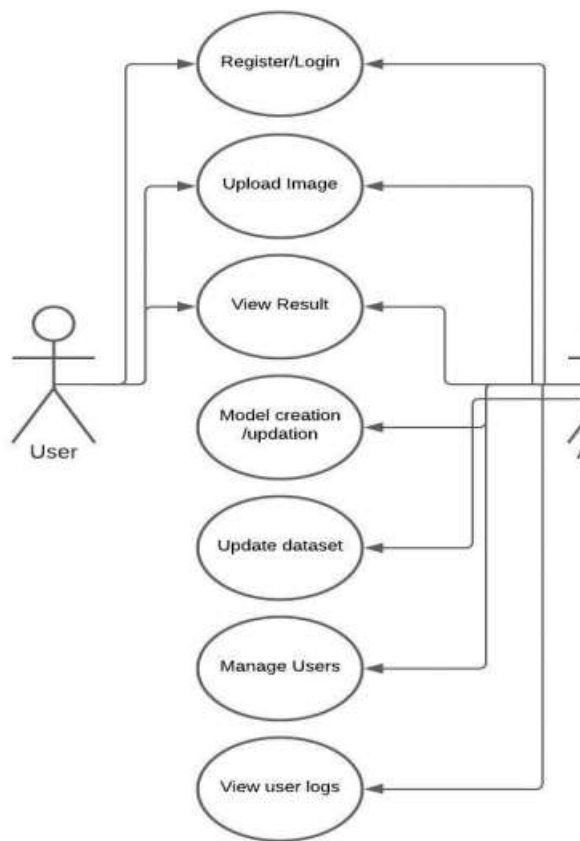 Register/Login
Upload Image
View Result
Model creation
/updation
User
Update dataset
Manage Users
View user logs